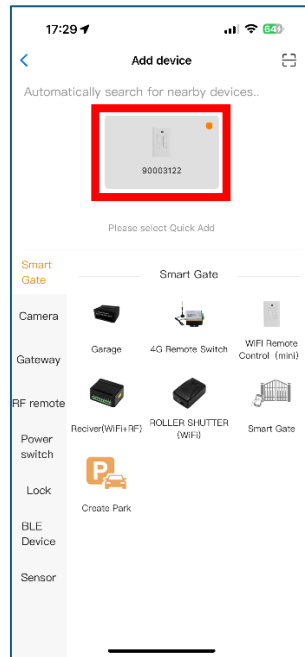 17:29
64
Add device
Automatically search for nearby devices..
90003122
Please select Quick Add
Smart
Gate
Smart Gate
Camera
Gateway
RF remote
Power
switch
Lock
BLE
Device
Sensor
Garage
4G Remote Switch
WIFI Remote
Control (mini)
Reciver(WiFi+RF)
ROLLER SHUTTER
(WiFi)
Smart Gate
P
Create Park